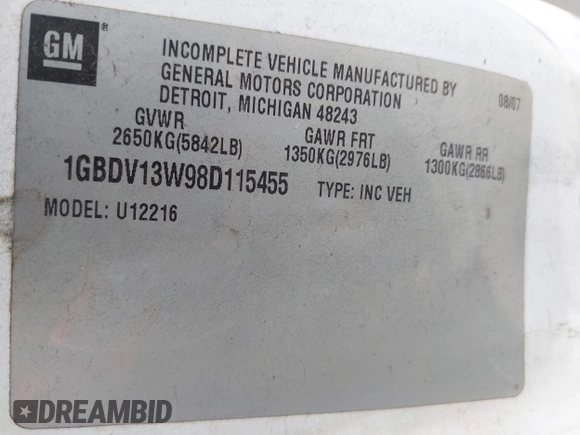 GM ®
INCOMPLETE VEHICLE MANUFACTURED BY
GENERAL MOTORS CORPORATION
DETROIT, MICHIGAN 48243
08/07
GVWR
2650KG(5842LB)
GAWR FRT
1350KG(2976LB)
GAWR RR
1300KG(2866LB)
1GBDV13W98D115455
TYPE: INC VEH
MODEL: U12216
DREAMBID